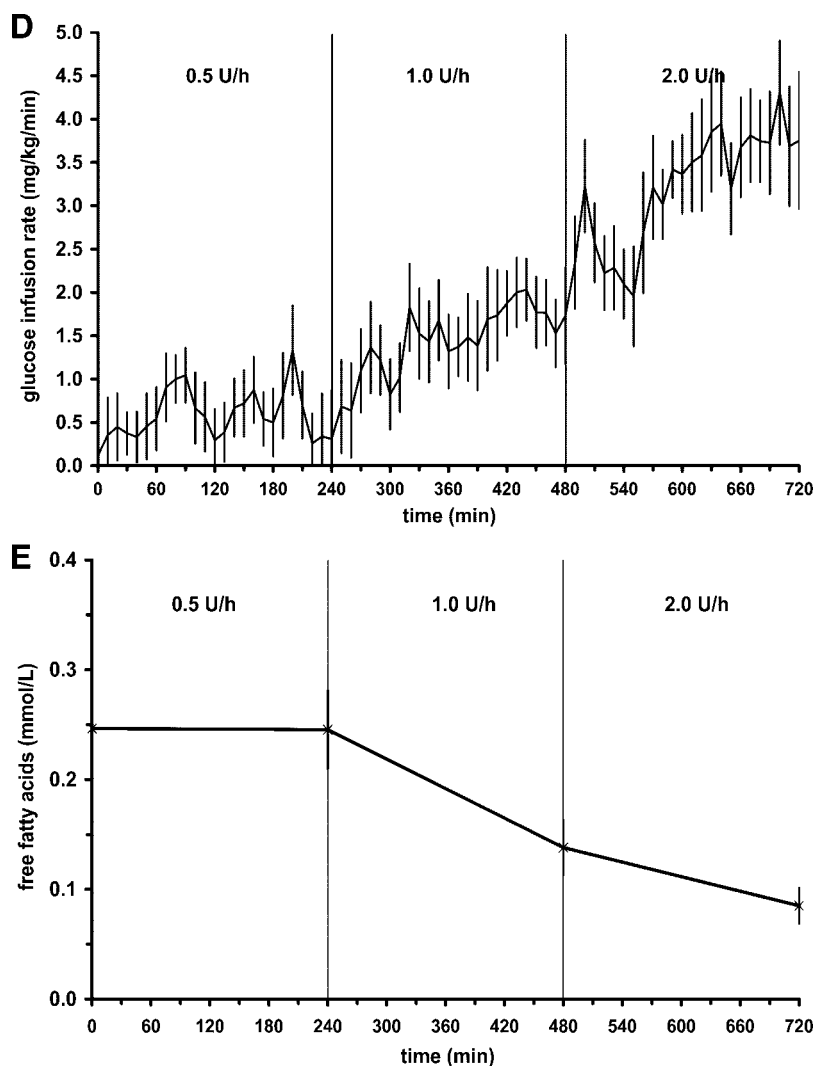 D
glucose infusion rate (mg/kg/min)
5.0
4.5
4.0
3.5
3.0
2.5
2.0
1.5
1.0
0.5
0.0
0.5 U/h 1.0 U/h 2.0 U/h
0 60 120 180 240 300 360 420 480 540 600 660 720
time (min)
E
free fatty acids (mmol/L)
0.4
0.3
0.2
0.1
0.0
0.5 U/h 1.0 U/h 2.0 U/h
0 60 120 180 240 300 360 420 480 540 600 660 720
time (min)